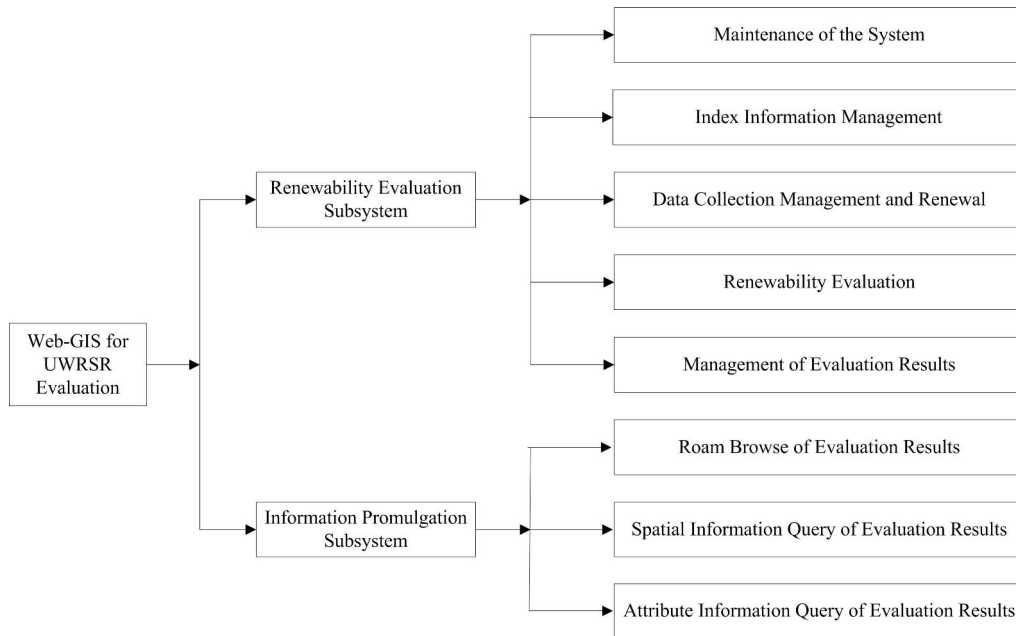 Web-GIS for
UWRSR
Evaluation
Renewability Evaluation
Subsystem
Maintenance of the System
Index Information Management
Data Collection Management and Renewal
Renewability Evaluation
Management of Evaluation Results
Information Promulgation
Subsystem
Roam Browse of Evaluation Results
Spatial Information Query of Evaluation Results
Attribute Information Query of Evaluation Results